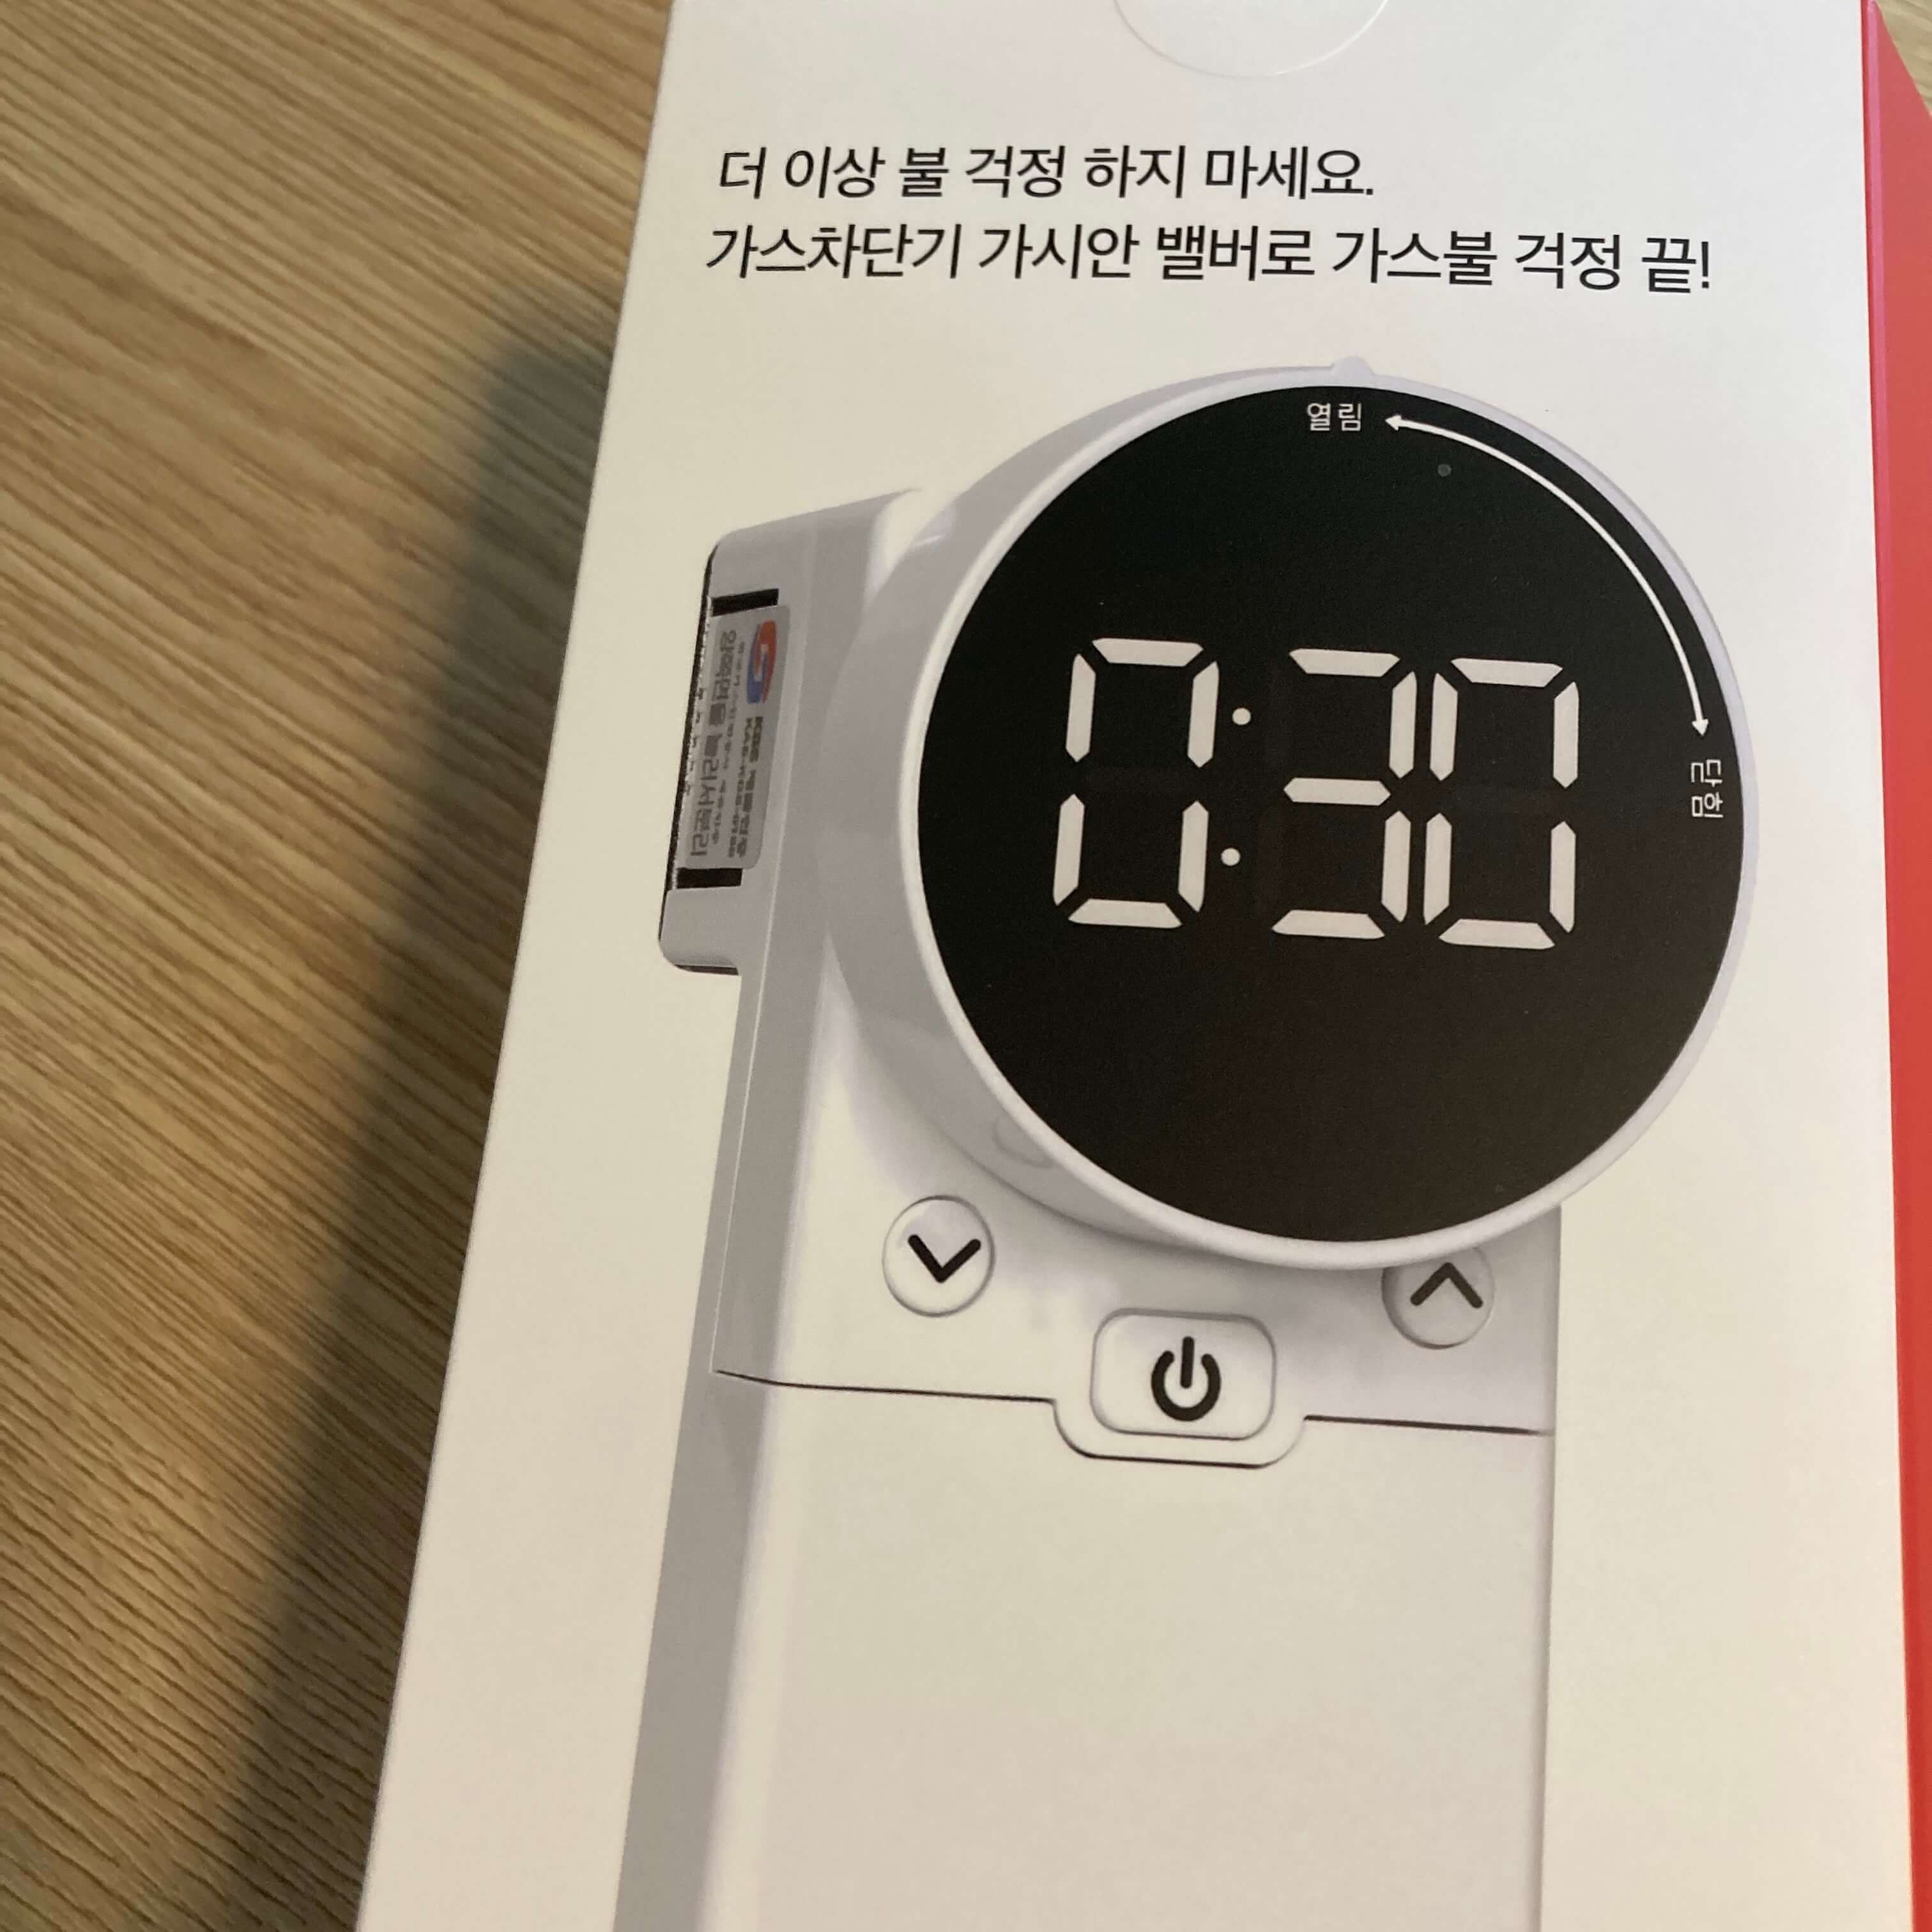 더 이상 불 걱정 하지 마세요.
가스차단기 가시안 밸버로 가스불 걱정 끝!
열림
0:30
닫힘